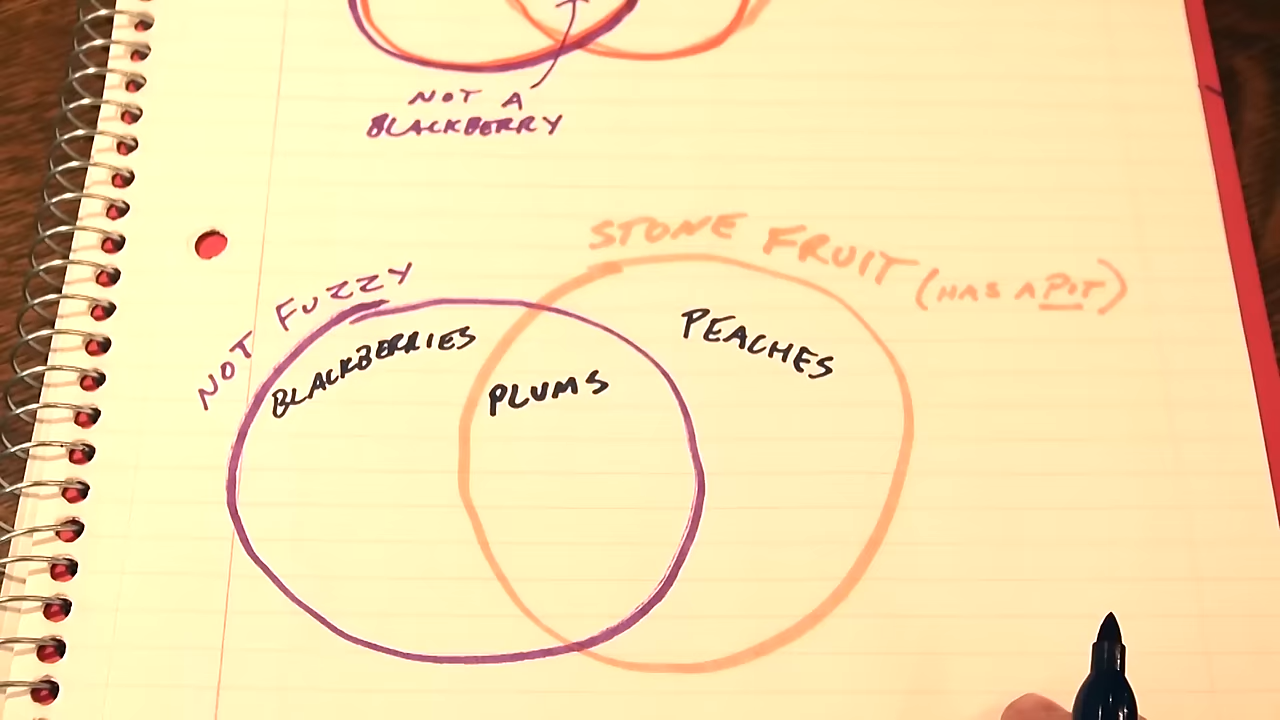 NOT A
BLACKBERRY
STONE FRUIT (HAS A PIT)
NOT FUZZY
BLACKBERRIES
PLUMS
PEACHES